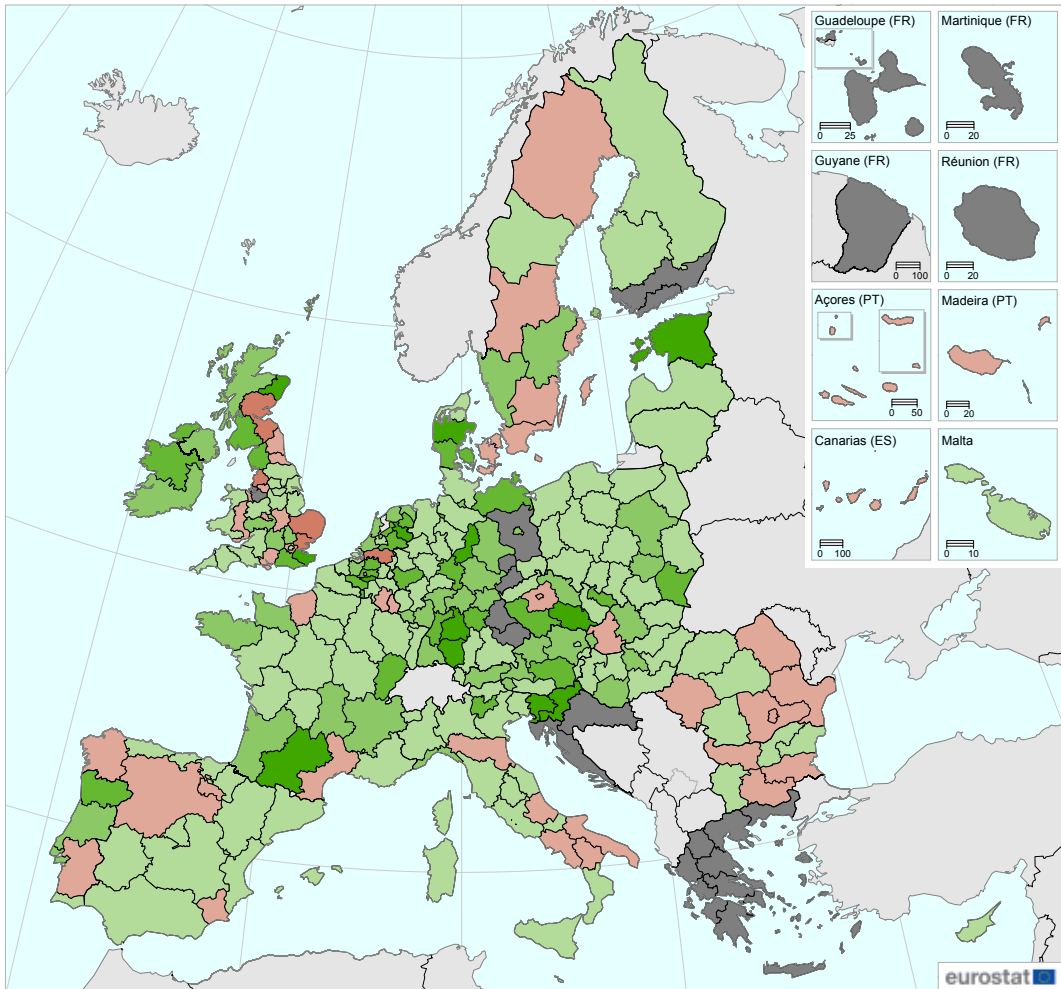 Guadeloupe (FR)
0 25
Martinique (FR)
0 20
Guyane (FR)
0 100
Réunion (FR)
0 20
Açores (PT)
0 50
Madeira (PT)
0 20
Canarias (ES)
0 100
Malta
0 10
eurostat